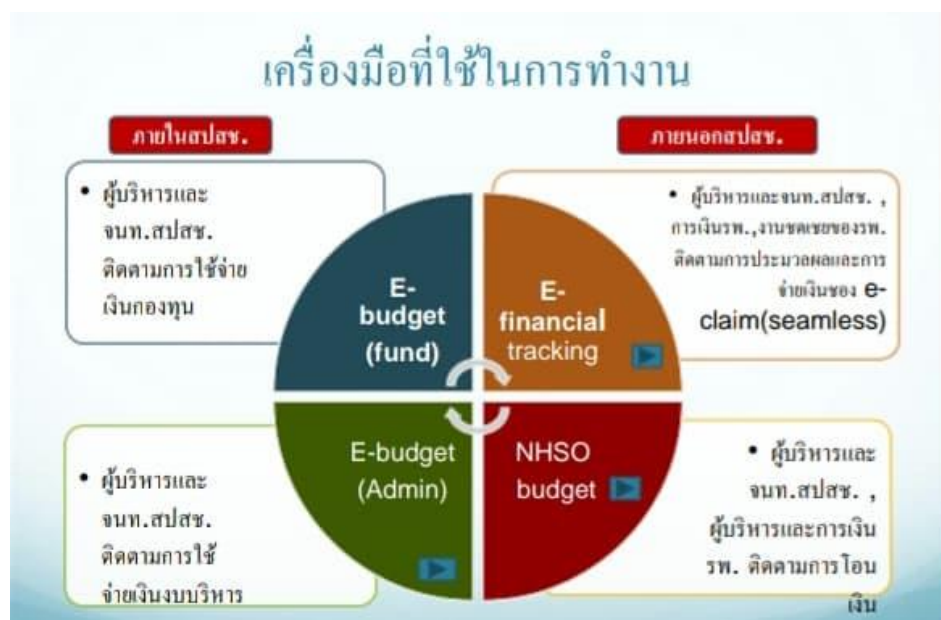 เครื่องมือที่ใช้ในการทำงาน
ภายในสปสช.
ภายนอกสปสช.
• ผู้บริหารและ
จนท.สปสช.
ติดตามการใช้จ่าย
เงินกองทุน
E-
budget
(fund)
E-
financial
tracking
• ผู้บริหารและจนท.สปสช. ,
การเงินรพ.,งานชดเชยของรพ.
ติดตามการประมวลผลและการ
จ่ายเงินของ e-
claim(seamless)
• ผู้บริหารและ
จนท.สปสช.
ติดตามการใช้
จ่ายเงินงบบริหาร
E-budget
(Admin)
NHSO
budget
• ผู้บริหารและ
จนท.สปสช. ,
ผู้บริหารและการเงิน
รพ. ติดตามการโอน
เงิน